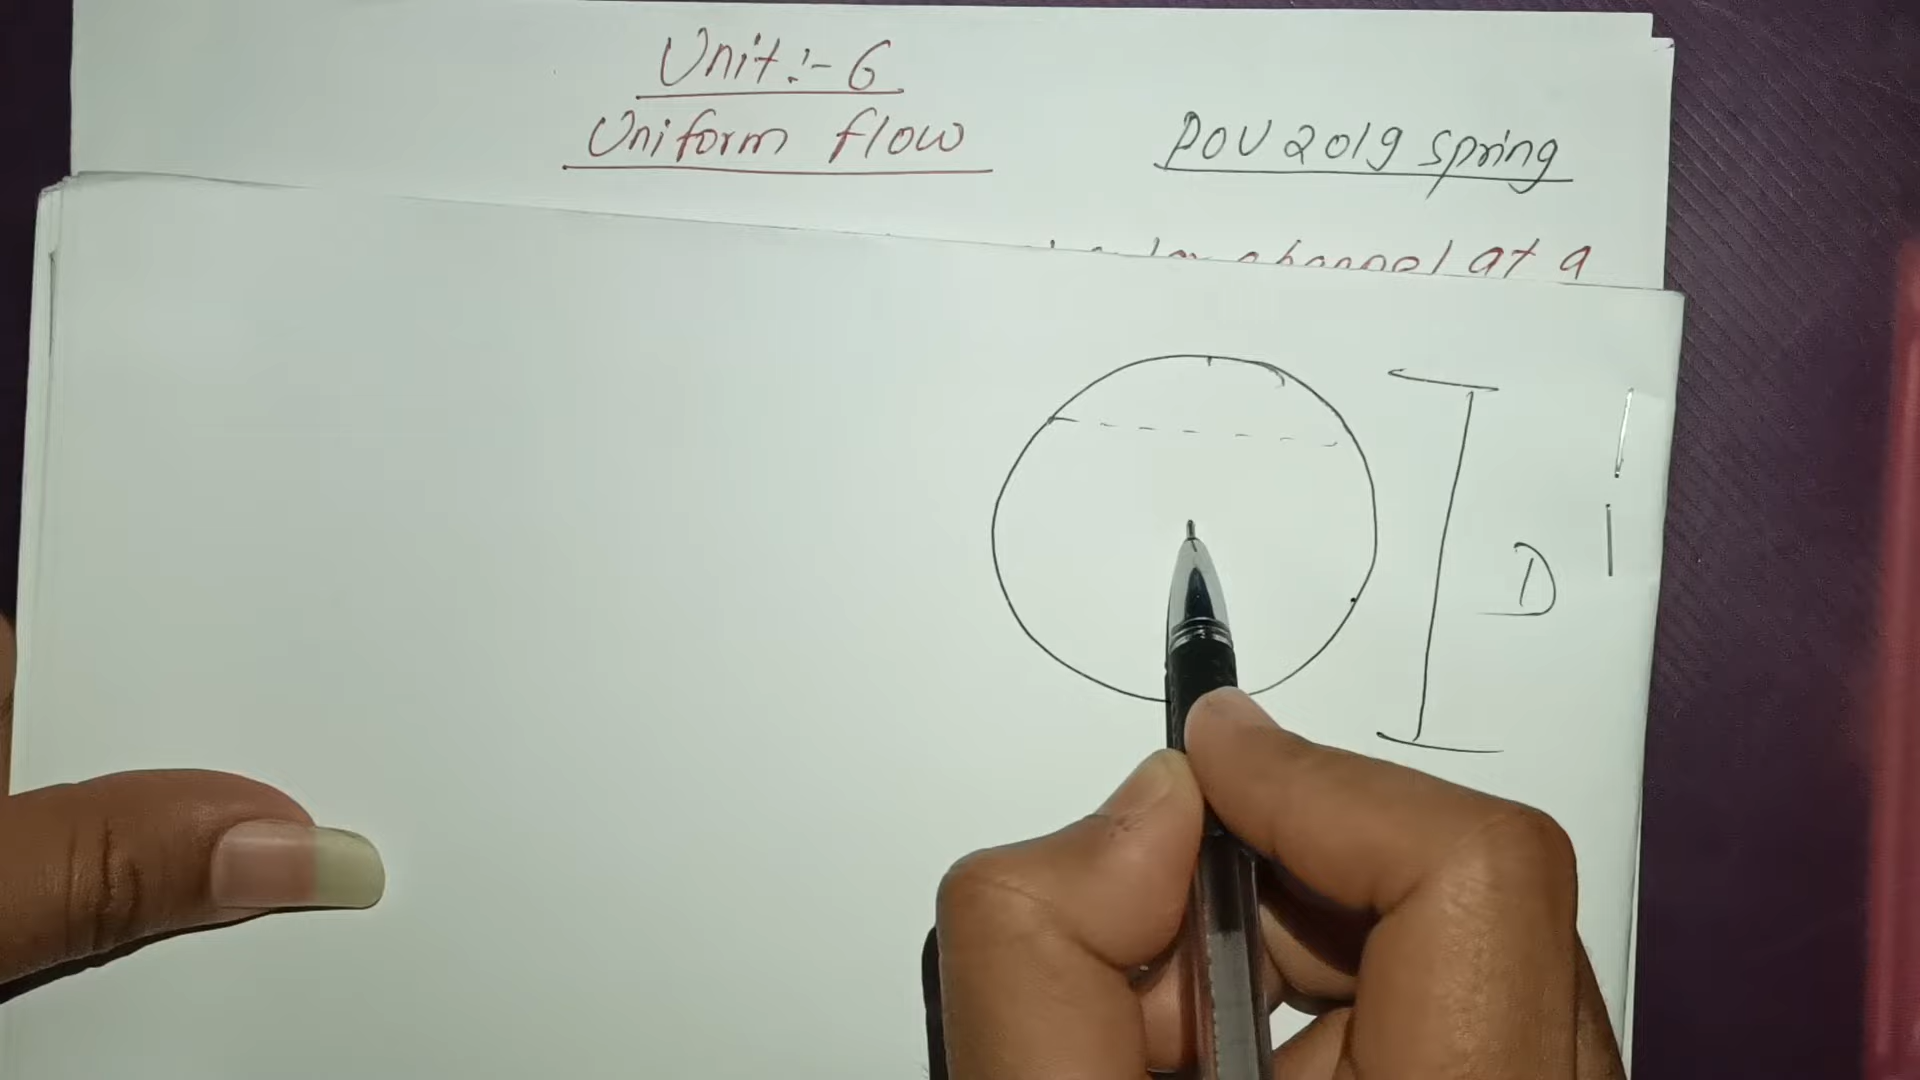 Unit :- 6
Uniform flow
POU 2019 spring
channel at a
D